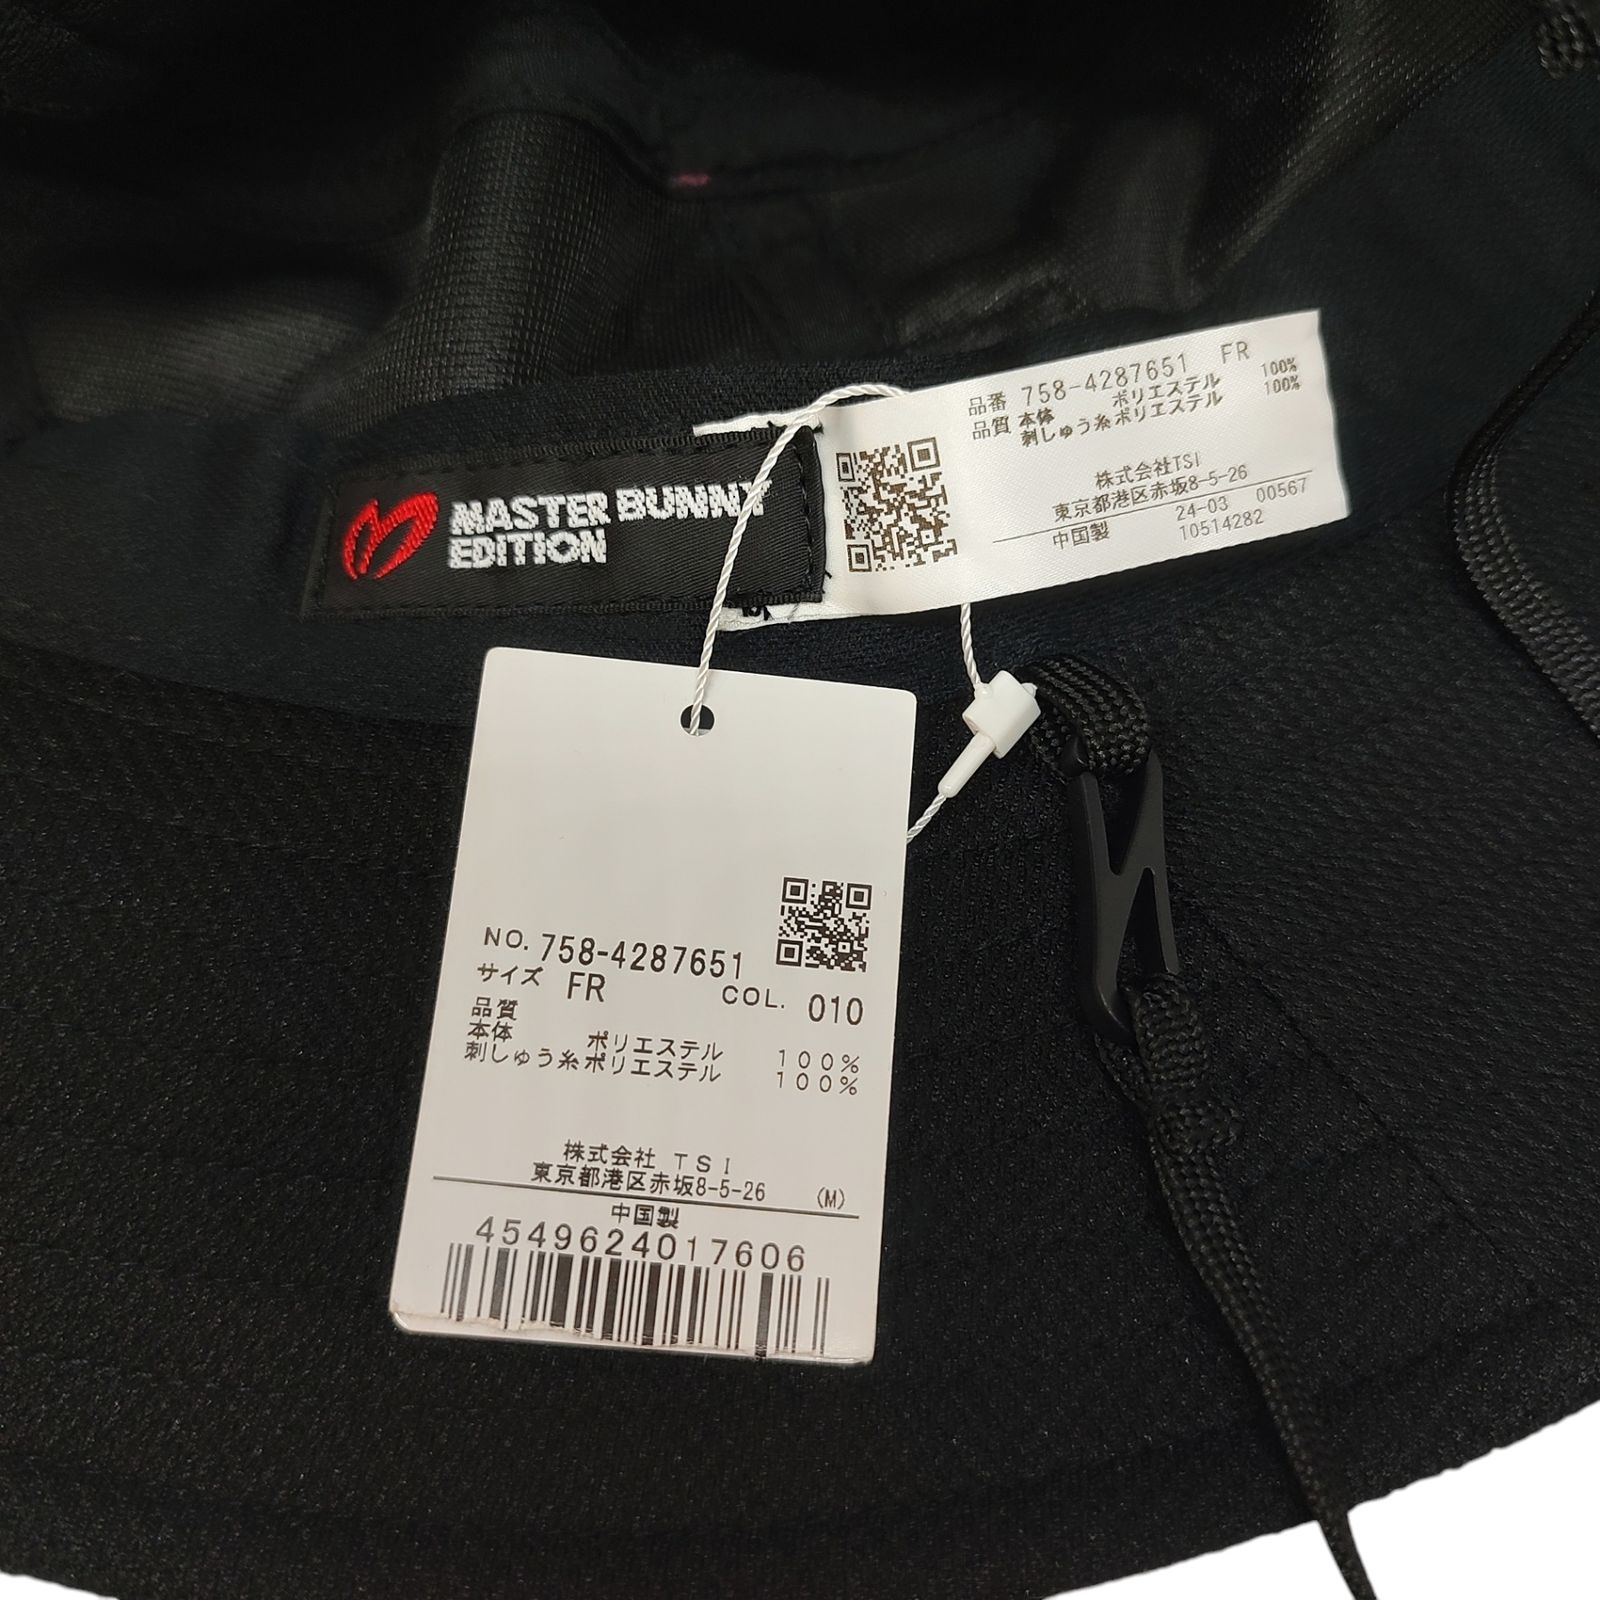 MASTER BUNNY
EDITION
品番 758-4287651 FR
品質 本体 ポリエステル 100%
刺しゅう糸 ポリエステル 100%
株式会社TSI
東京都港区赤坂8-5-26
24-03 00567
中国製 10514282
NO. 758-4287651
サイズ FR COL. 010
品質
本体 ポリエステル 100%
刺しゅう糸 ポリエステル 100%
株式会社 TSI
東京都港区赤坂8-5-26 (M)
中国製
4549624017606